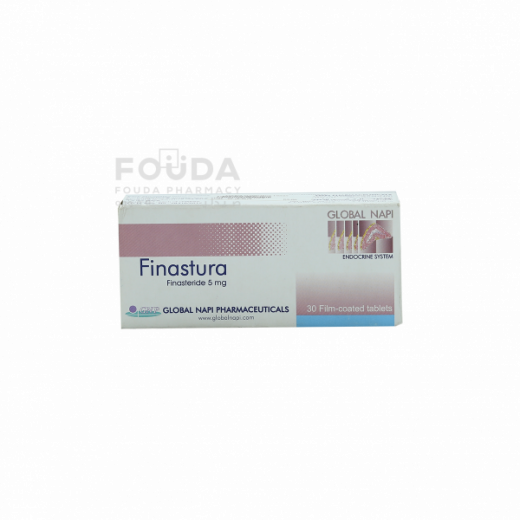 FOUDA
FOUDA PHARMACY
GLOBAL NAPI
ENDOCRINE SYSTEM
Finastura
Finasteride 5 mg
GLOBAL NAPI PHARMACEUTICALS
www.globalnapi.com
30 Film-coated tablets